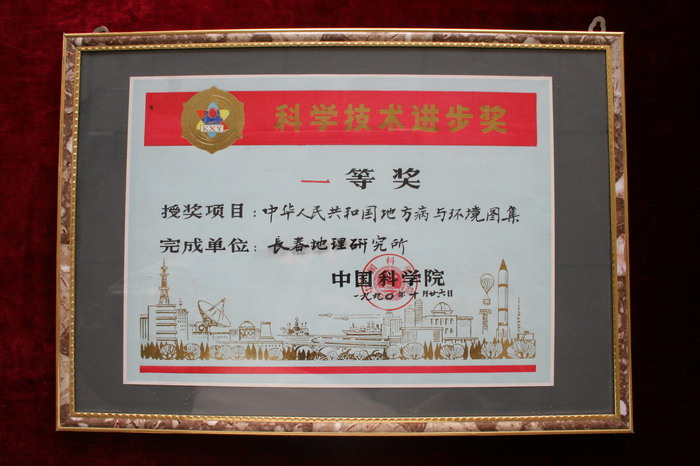 KXY
科学技术进步奖
一等奖
授奖项目：中华人民共和国地方病与环境图集
完成单位：長春地理研究所
中国科学院
一九九〇年十月廿六日